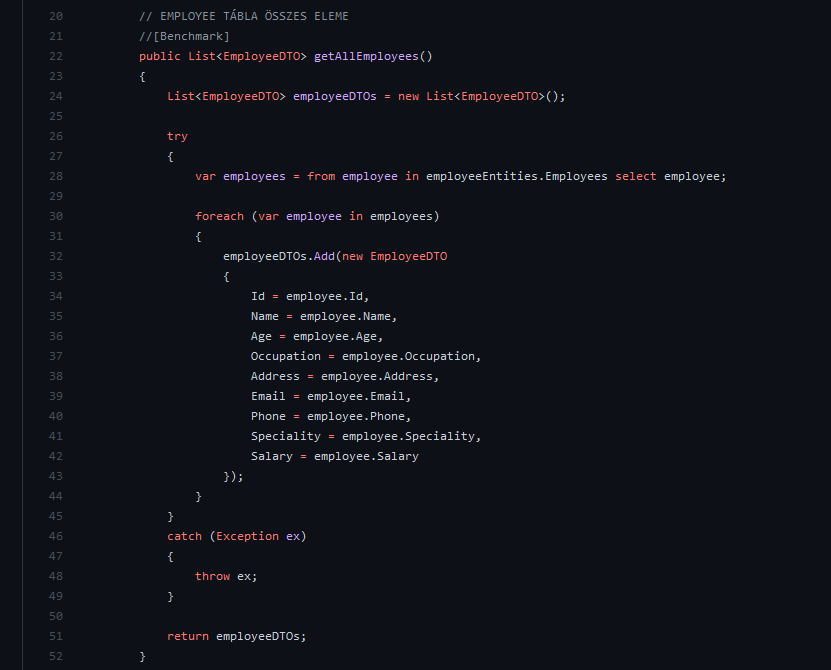 20 // EMPLOYEE TÁBLA ÖSSZES ELEME
21 //[Benchmark]
22 public List<EmployeeDTO> getAllEmployees()
23 {
24 List<EmployeeDTO> employeeDTOs = new List<EmployeeDTO>();
25
26 try
27 {
28 var employees = from employee in employeeEntities.Employees select employee;
29
30 foreach (var employee in employees)
31 {
32 employeeDTOs.Add(new EmployeeDTO
33 {
34 Id = employee.Id,
35 Name = employee.Name,
36 Age = employee.Age,
37 Occupation = employee.Occupation,
38 Address = employee.Address,
39 Email = employee.Email,
40 Phone = employee.Phone,
41 Speciality = employee.Speciality,
42 Salary = employee.Salary
43 });
44 }
45 }
46 catch (Exception ex)
47 {
48 throw ex;
49 }
50
51 return employeeDTOs;
52 }